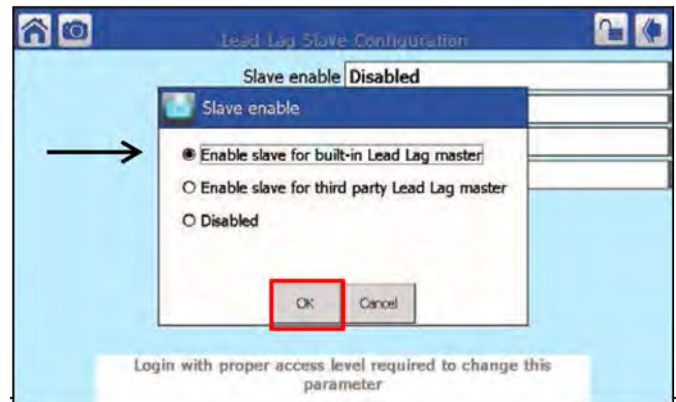 Lead Lag Slave Configuration
Slave enable Disabled
Slave enable
Enable slave for built-in Lead Lag master
Enable slave for third party Lead Lag master
Disabled
OK Cancel
Login with proper access level required to change this
parameter